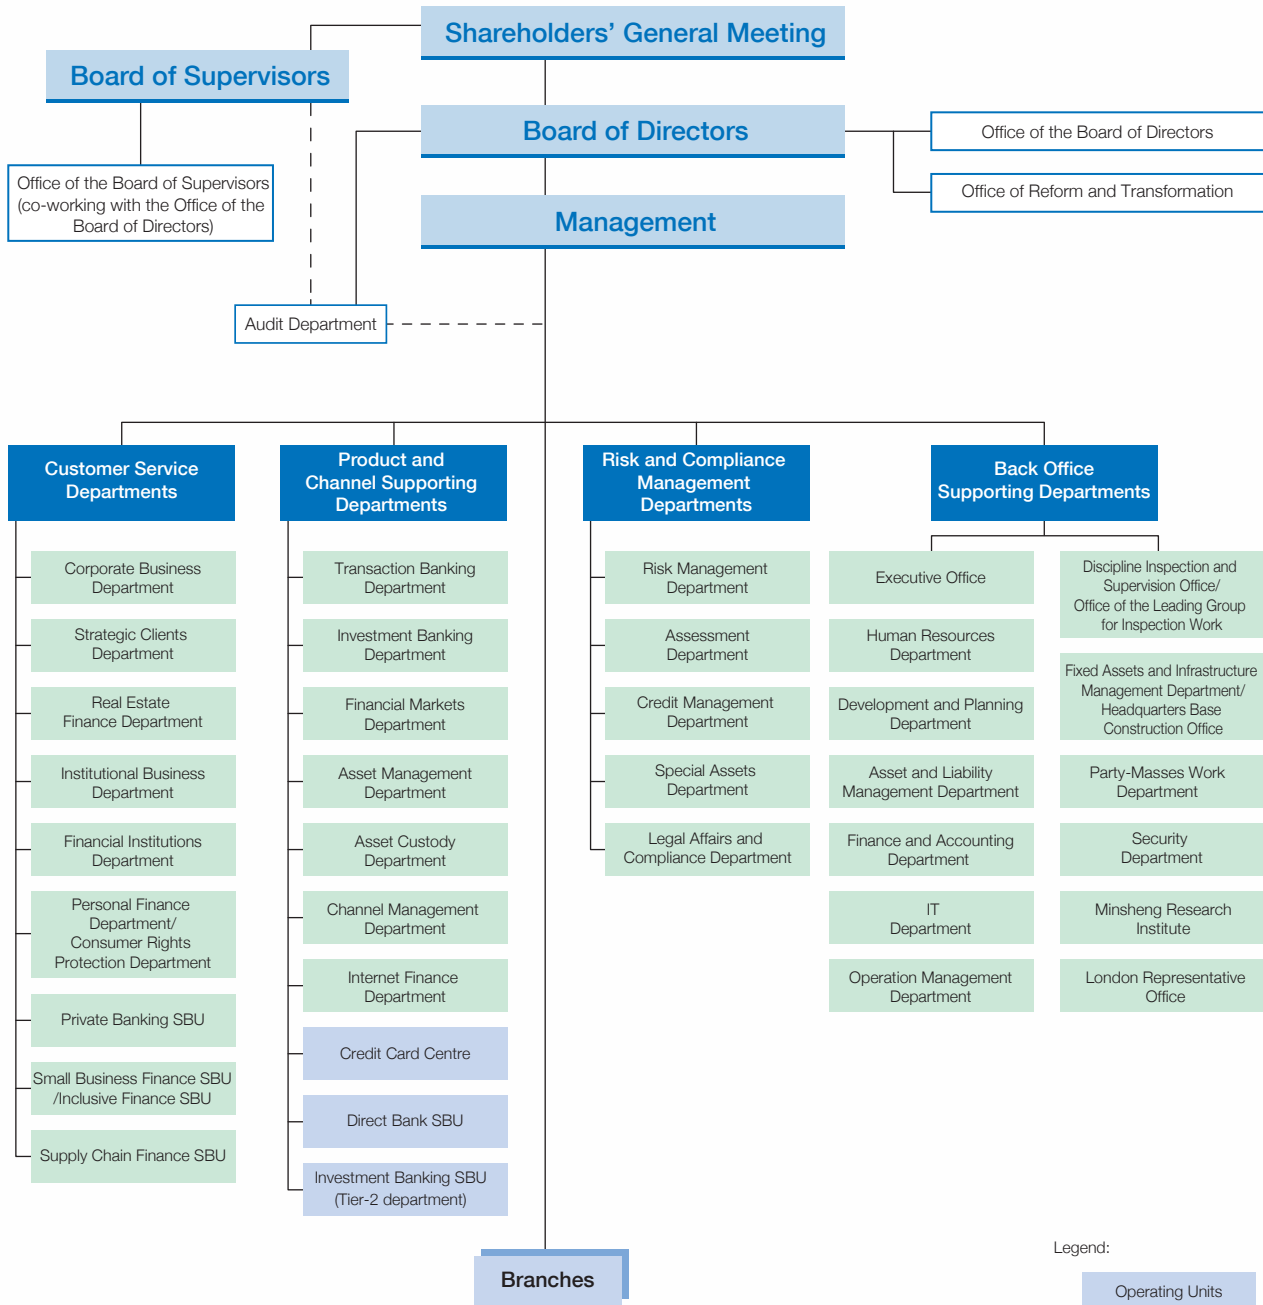 Shareholders' General Meeting
Board of Supervisors
Board of Directors
Office of the Board of Directors
Office of the Board of Supervisors
(co-working with the Office of the
Board of Directors)
Office of Reform and Transformation
Management
Audit Department
Customer Service
Departments
Corporate Business
Department
Strategic Clients
Department
Real Estate
Finance Department
Institutional Business
Department
Financial Institutions
Department
Personal Finance
Department/
Consumer Rights
Protection Department
Private Banking SBU
Small Business Finance SBU
/Inclusive Finance SBU
Supply Chain Finance SBU
Product and
Channel Supporting
Departments
Transaction Banking
Department
Investment Banking
Department
Financial Markets
Department
Asset Management
Department
Asset Custody
Department
Channel Management
Department
Internet Finance
Department
Credit Card Centre
Direct Bank SBU
Investment Banking SBU
(Tier-2 department)
Risk and Compliance
Management
Departments
Risk Management
Department
Assessment
Department
Credit Management
Department
Special Assets
Department
Legal Affairs and
Compliance Department
Back Office
Supporting Departments
Executive Office
Human Resources
Department
Development and Planning
Department
Asset and Liability
Management Department
Finance and Accounting
Department
IT
Department
Operation Management
Department
Discipline Inspection and
Supervision Office/
Office of the Leading Group
for Inspection Work
Fixed Assets and Infrastructure
Management Department/
Headquarters Base
Construction Office
Party-Masses Work
Department
Security
Department
Minsheng Research
Institute
London Representative
Office
Branches
Legend:
Operating Units